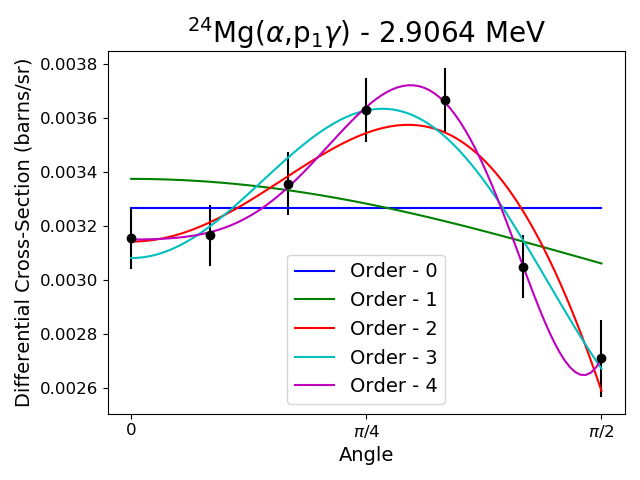 ²⁴Mg(α,p₁γ) - 2.9064 MeV
Differential Cross-Section (barns/sr)
0.0038
0.0036
0.0034
0.0032
0.0030
0.0028
0.0026
Order - 0
Order - 1
Order - 2
Order - 3
Order - 4
0
π/4
π/2
Angle